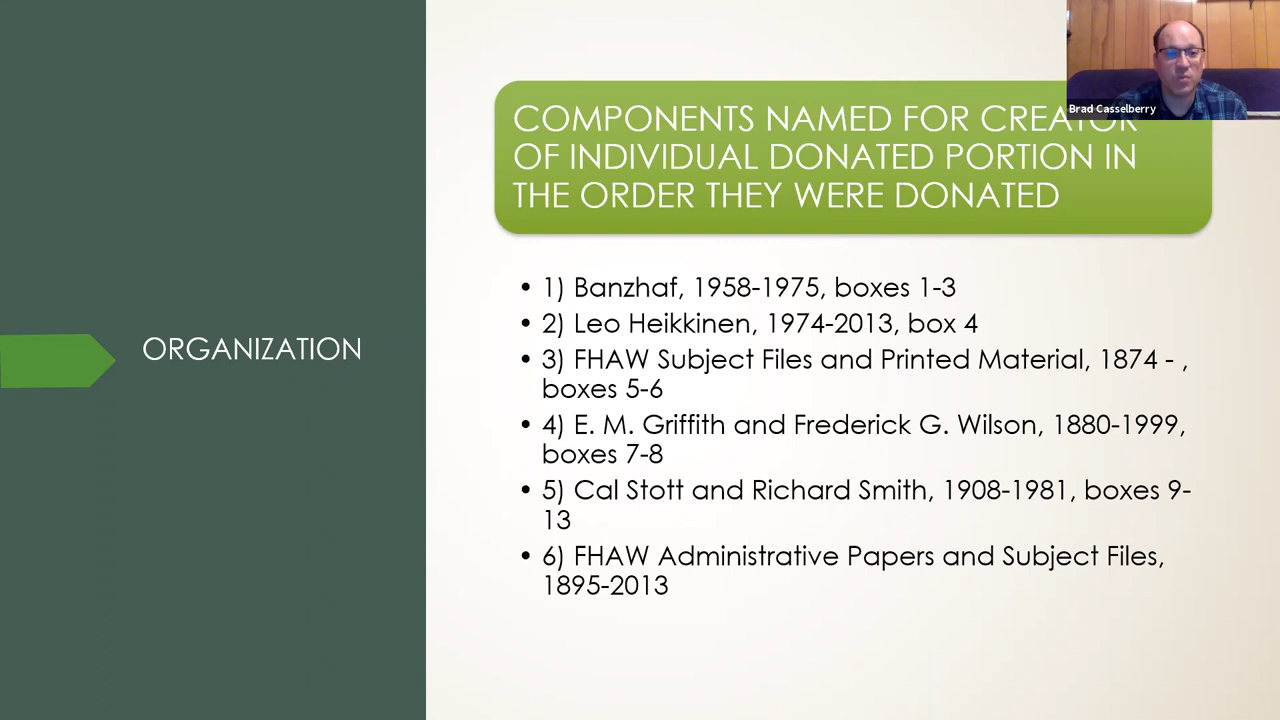 ORGANIZATION
COMPONENTS NAMED FOR CREATOR
OF INDIVIDUAL DONATED PORTION IN
THE ORDER THEY WERE DONATED
• 1) Banzhaf, 1958-1975, boxes 1-3
• 2) Leo Heikkinen, 1974-2013, box 4
• 3) FHAW Subject Files and Printed Material, 1874 - ,
boxes 5-6
• 4) E. M. Griffith and Frederick G. Wilson, 1880-1999,
boxes 7-8
• 5) Cal Stott and Richard Smith, 1908-1981, boxes 9-
13
• 6) FHAW Administrative Papers and Subject Files,
1895-2013
Brad Casselberry